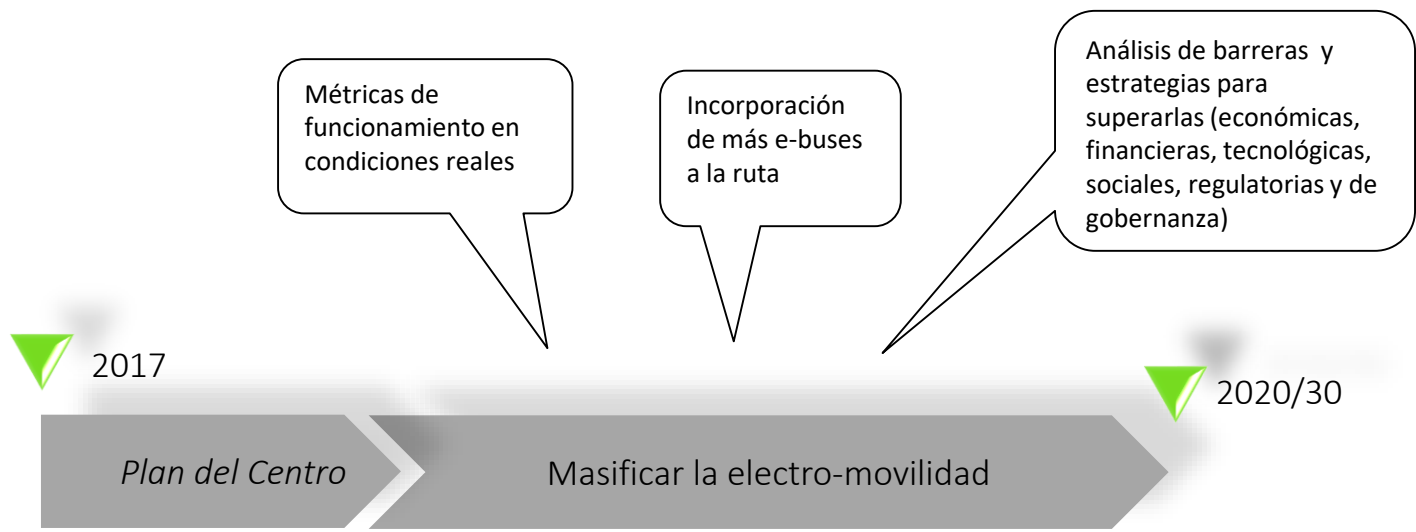 Métricas de
funcionamiento en
condiciones reales
Incorporación
de más e-buses
a la ruta
Análisis de barreras y
estrategias para
superarlas (económicas,
financieras, tecnológicas,
sociales, regulatorias y de
gobernanza)
2017
2020/30
Plan del Centro
Masificar la electro-movilidad